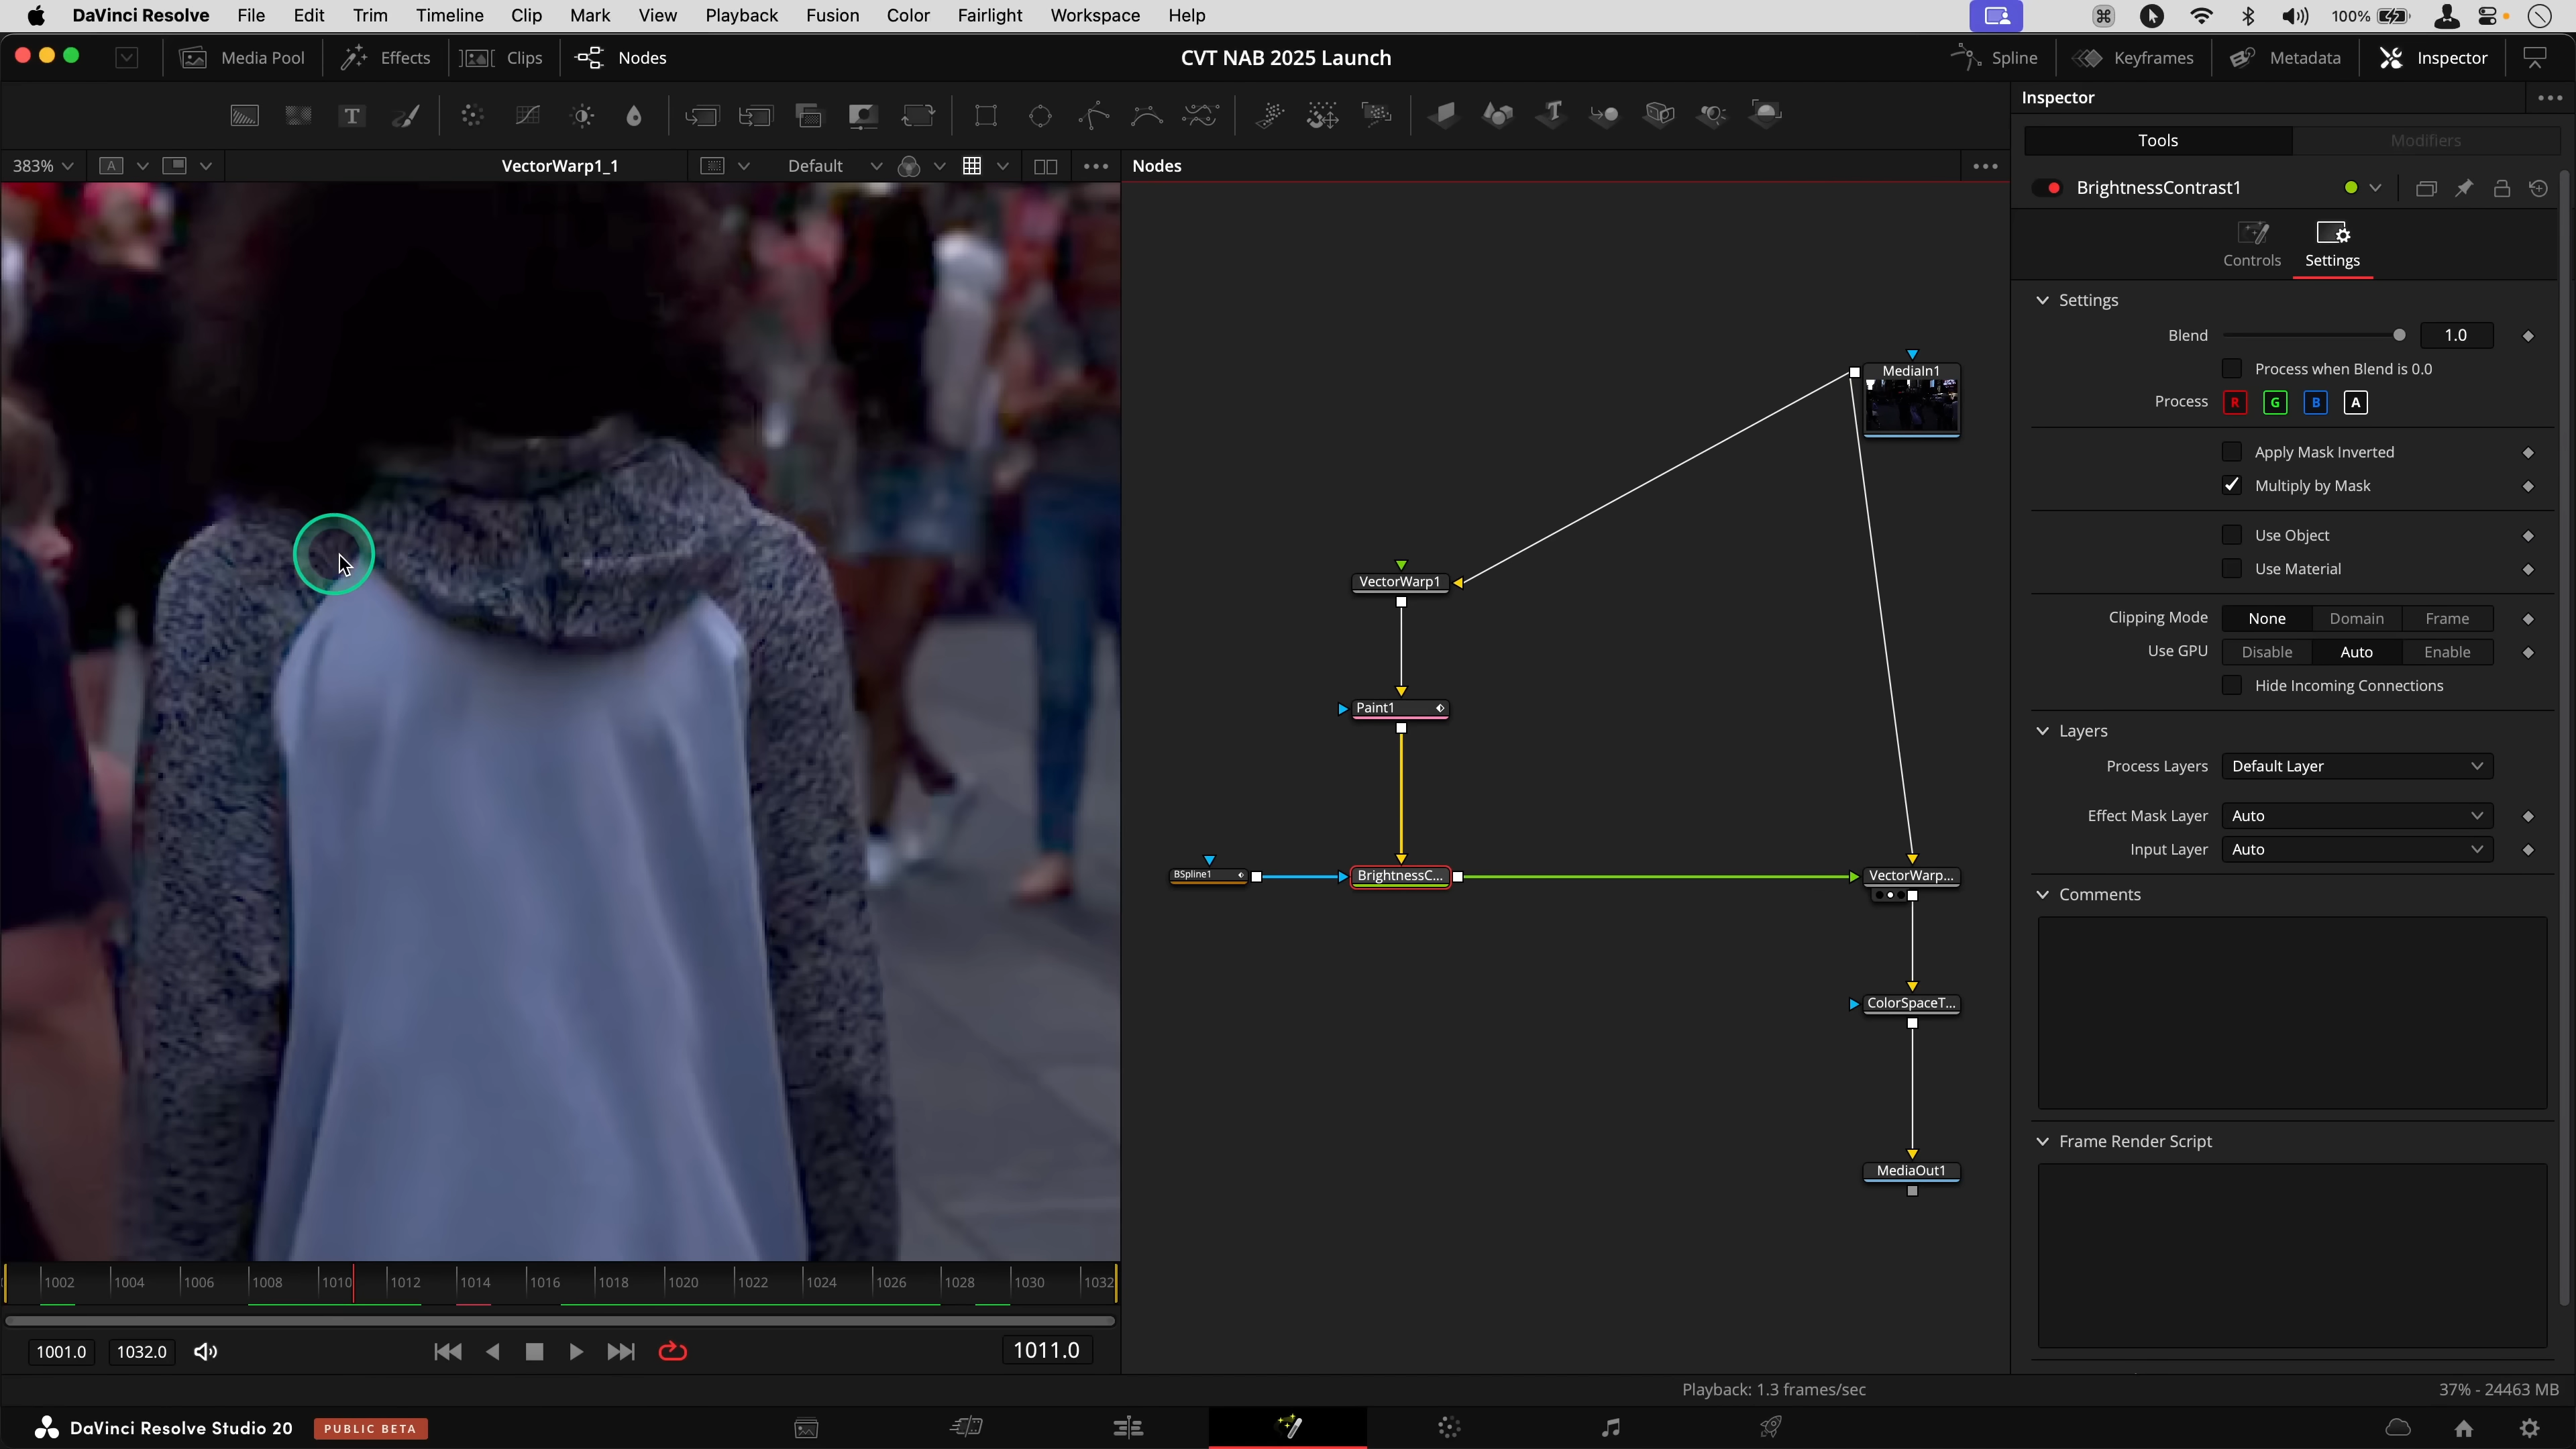 DaVinci Resolve File Edit Trim Timeline Clip Mark View Playback Fusion Color Fairlight Workspace Help 100%
Media Pool Effects Clips Nodes CVT NAB 2025 Launch Spline Keyframes Metadata Inspector
Inspector
Tools Modifiers
383% A VectorWarp1_1 Default Nodes
BrightnessContrast1
Controls Settings
Settings
Blend 1.0
Process when Blend is 0.0
Process R G B A
Apply Mask Inverted
Multiply by Mask
Use Object
Use Material
Clipping Mode None Domain Frame
Use GPU Disable Auto Enable
Hide Incoming Connections
Layers
Process Layers Default Layer
Effect Mask Layer Auto
Input Layer Auto
Comments
Frame Render Script
MediaIn1
VectorWarp1
Paint1
BSpline1 BrightnessC... VectorWarp...
ColorSpaceT...
MediaOut1
1002 1004 1006 1008 1010 1012 1014 1016 1018 1020 1022 1024 1026 1028 1030 1032
1001.0 1032.0 1011.0
Playback: 1.3 frames/sec 37% - 24463 MB
DaVinci Resolve Studio 20 PUBLIC BETA